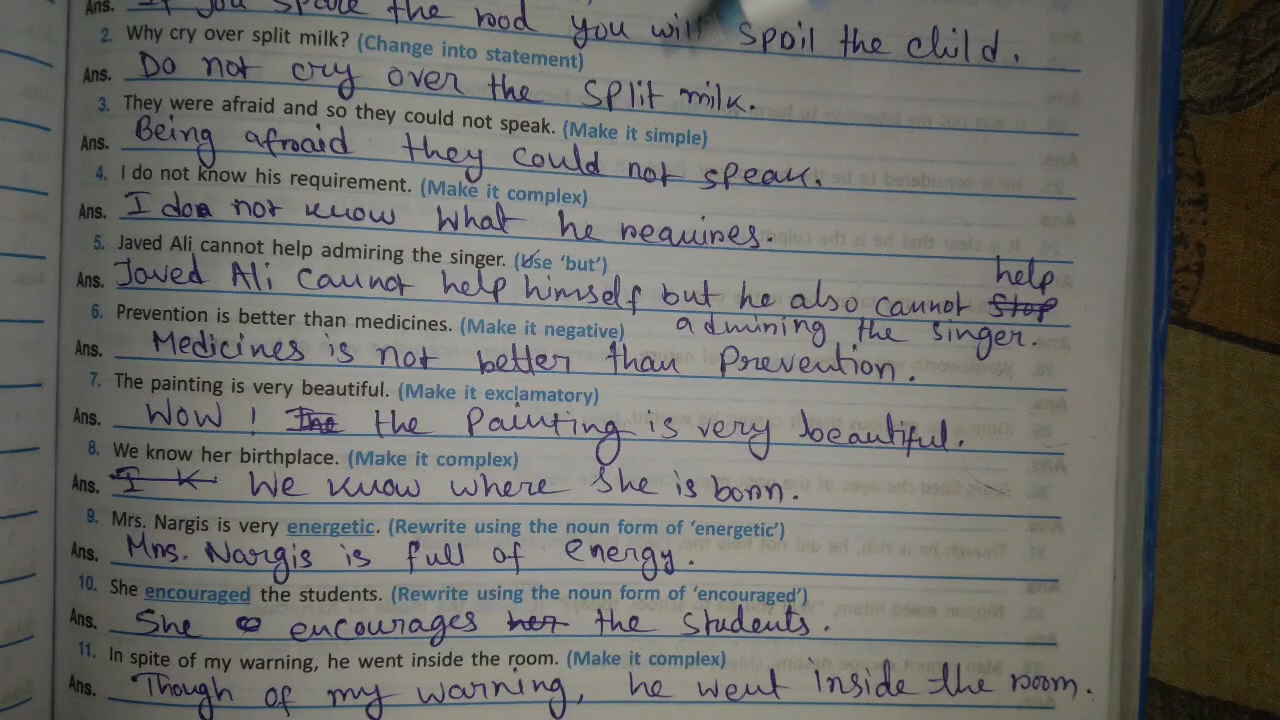 Ans. If you spare the rood you will spoil the child.
2. Why cry over split milk? (Change into statement)
Ans. Do not cry over the split milk.
3. They were afraid and so they could not speak. (Make it simple)
Ans. Being afraid they could not speak.
4. I do not know his requirement. (Make it complex)
Ans. I do not know what he requires.
5. Javed Ali cannot help admiring the singer. (Use 'but')
help
Ans. Javed Ali cannot help himself but he also cannot stop
admiring the singer.
6. Prevention is better than medicines. (Make it negative)
Ans. Medicines is not better than Prevention.
7. The painting is very beautiful. (Make it exclamatory)
Ans. Wow! The the Painting is very beautiful.
8. We know her birthplace. (Make it complex)
Ans. I K We know where she is born.
9. Mrs. Nargis is very energetic. (Rewrite using the noun form of 'energetic')
Ans. Mrs. Nargis is full of energy.
10. She encouraged the students. (Rewrite using the noun form of 'encouraged')
Ans. She encourages her the students.
11. In spite of my warning, he went inside the room. (Make it complex)
Ans. Though of my warning, he went inside the room.